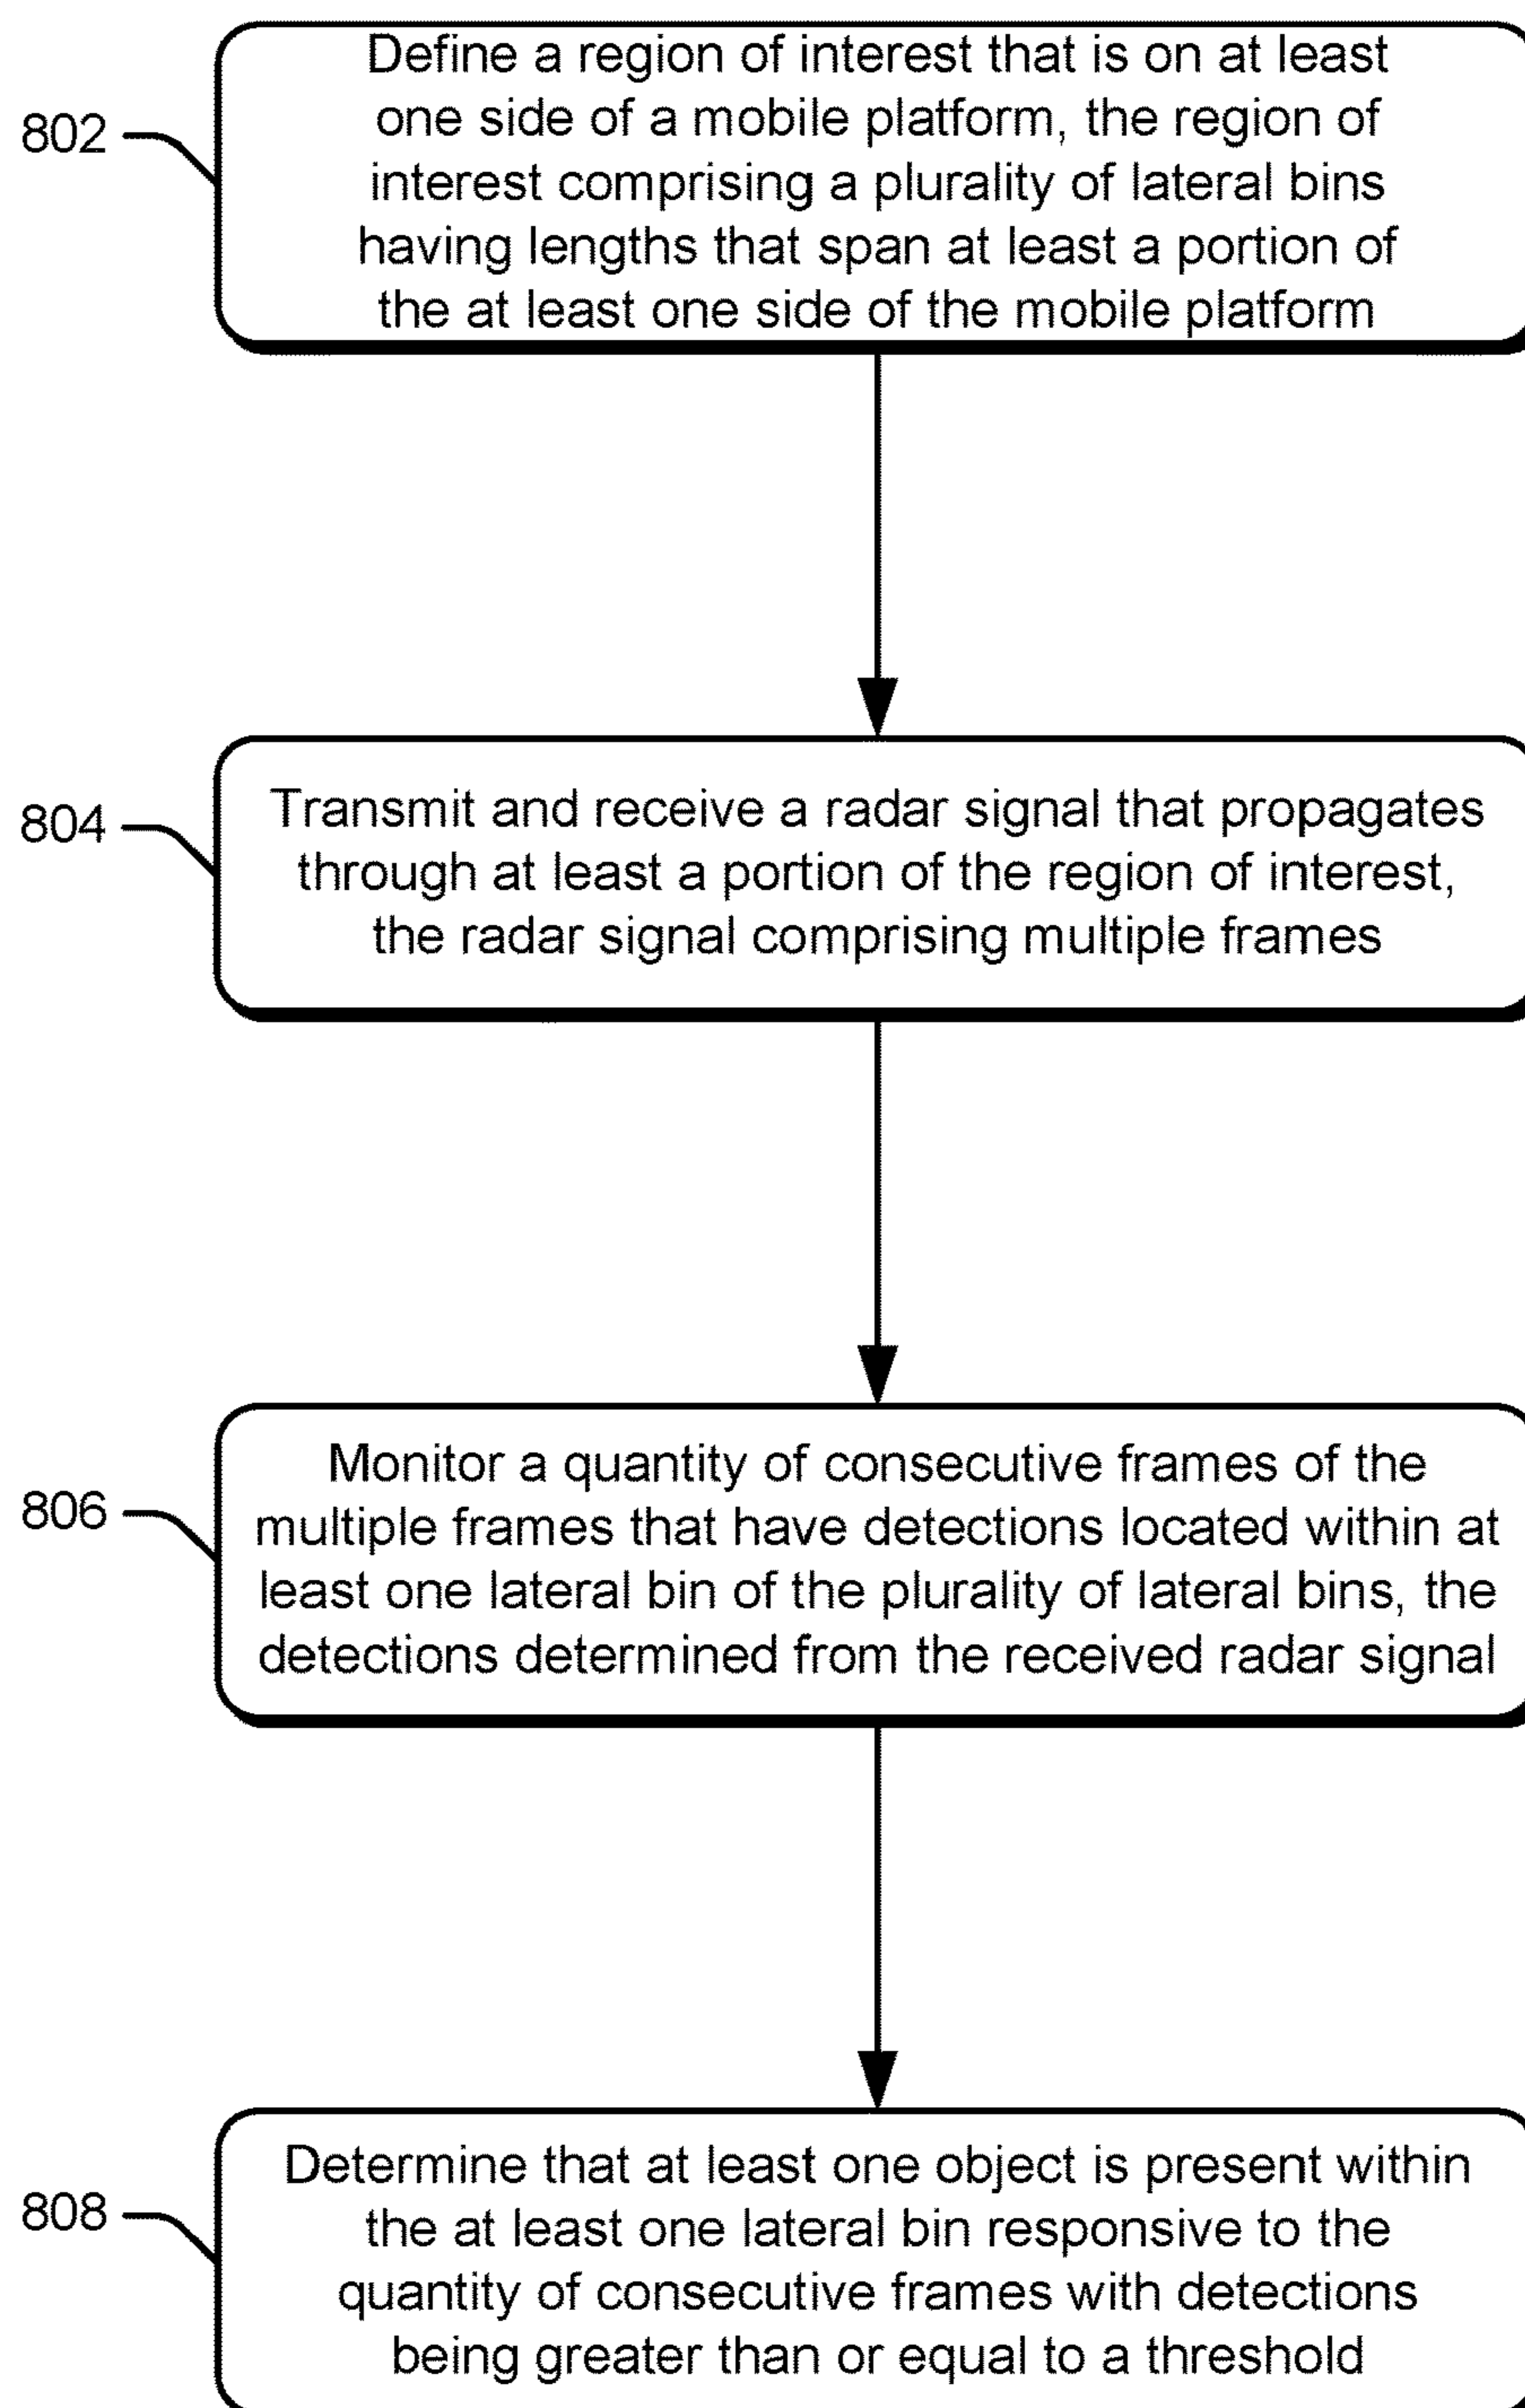 802
Define a region of interest that is on at least
one side of a mobile platform, the region of
interest comprising a plurality of lateral bins
having lengths that span at least a portion of
the at least one side of the mobile platform
804
Transmit and receive a radar signal that propagates
through at least a portion of the region of interest,
the radar signal comprising multiple frames
806
Monitor a quantity of consecutive frames of the
multiple frames that have detections located within at
least one lateral bin of the plurality of lateral bins, the
detections determined from the received radar signal
808
Determine that at least one object is present within
the at least one lateral bin responsive to the
quantity of consecutive frames with detections
being greater than or equal to a threshold